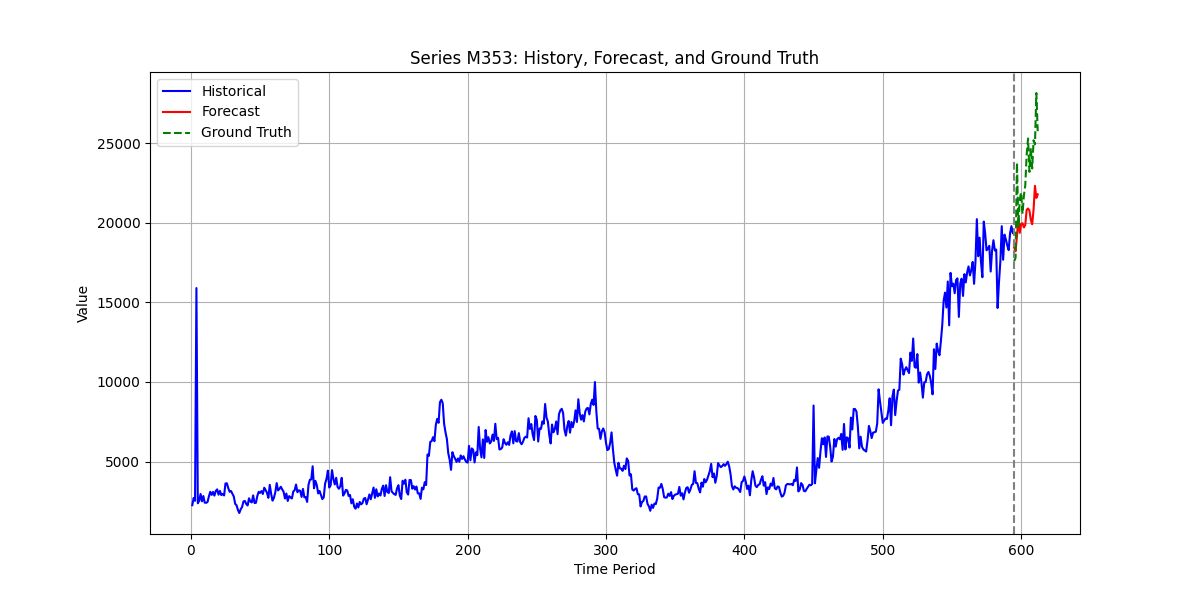 Series M353: History, Forecast, and Ground Truth
Historical
Forecast
Ground Truth
25000
20000
15000
10000
5000
Value
0 100 200 300 400 500 600
Time Period